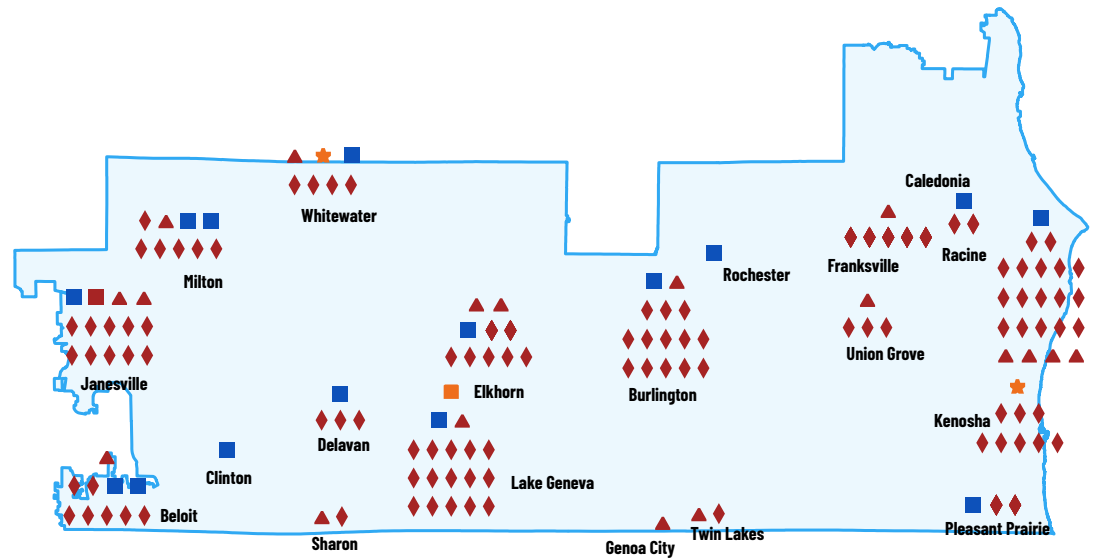 Caledonia
Whitewater
Racine
Franksville
Rochester
Milton
Union Grove
Janesville
Elkhorn
Burlington
Kenosha
Delavan
Clinton
Lake Geneva
Beloit
Pleasant Prairie
Twin Lakes
Sharon
Genoa City